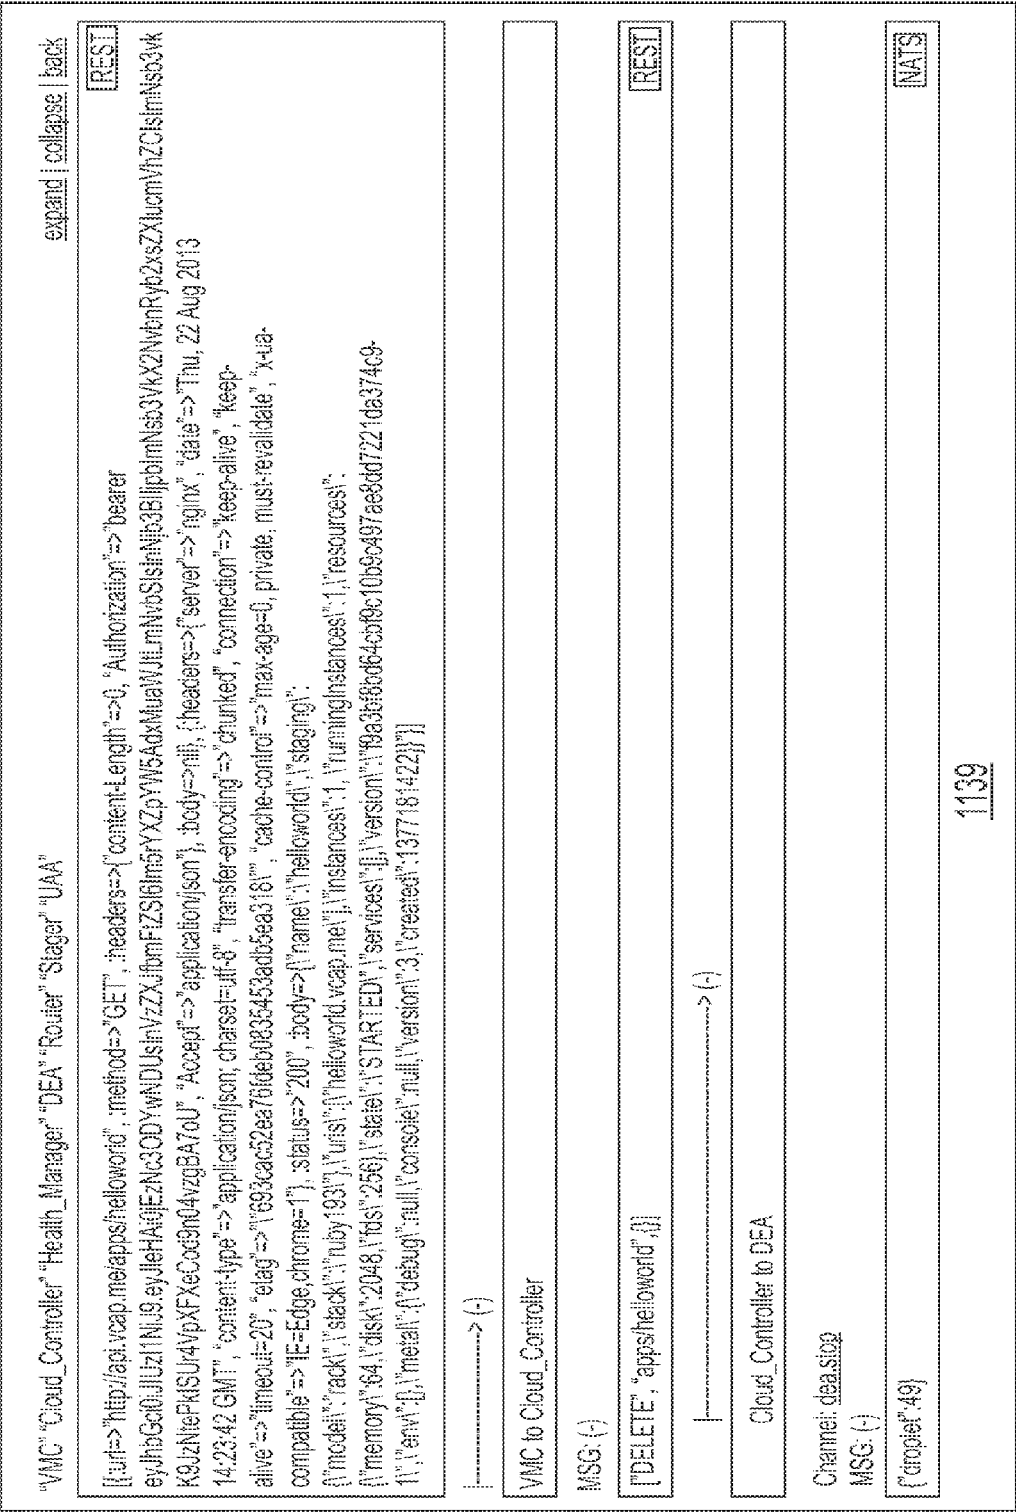 "VMC" "Cloud_Controller" "Health_Manager" "DEA" "Router" "Stager" "UAA"
expand | collapse | back
REST
[{:url=>"http://api.vcap.me/apps/helloworld", :method=>"GET", :headers=>{"content-Length"=>0, "Authorization"=>"bearer
K9JzNtePkISUr4VpXFXeCod9n04vzgBA7oU", "Accept"=>"application/json"}, :body=>nil}, {:headers=>{"server"=>"nginx", "date"=>"Thu, 22 Aug 2013
14:23:42 GMT", "content-type"=>"application/json; charset=utf-8", "transfer-encoding"=>"chunked", "connection"=>"keep-alive", "keep-
alive"=>"timeout=20", "etag"=>"\"693cac52ea76fdeb0835453adb5ea318\"", "cache-control"=>"max-age=0, private, must-revalidate", "x-ua-
compatible"=>"IE=Edge,chrome=1"}, :status=>"200", :body=>{\"name\":\"helloworld\",\"staging\":
{\"model\":\"rack\",\"stack\":\"ruby193\"},\"uris\":[\"helloworld.vcap.me\"],\"instances\":1, \"runningInstances\":1,\"resources\":
{\"memory\":64,\"disk\":2048,\"fds\":256},\"state\":\"STARTED\",\"services\":[],\"version\":\"f9a3bf8bd64cbf9c10b9c497ae8dd7221da374c9-
1\",\"env\":[],\"meta\":{\"debug\":null,\"console\":null,\"version\":3,\"created\":1377181422}}"}]
> (-)
VMC to Cloud_Controller
MSG: (-)
REST
["DELETE", "apps/helloworld",{}]
> (-)
Cloud_Controller to DEA
Channel: dea.stop
MSG: (-)
NATS
{"droplet":49}
1139